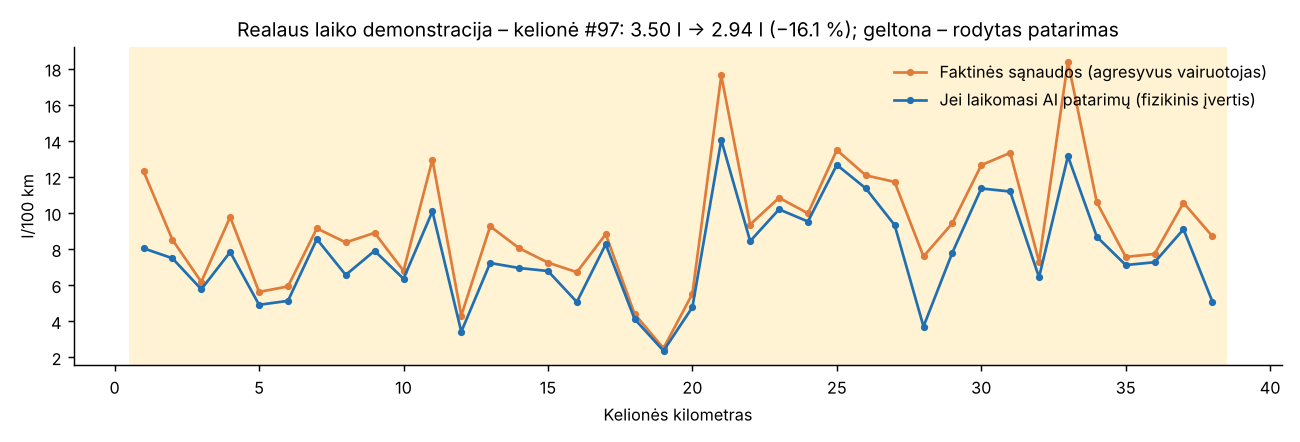 Realaus laiko demonstracija – kelionė #97: 3.50 l → 2.94 l (−16.1 %); geltona – rodytas patarimas
Faktinės sąnaudos (agresyvus vairuotojas)
Jei laikomasi AI patarimų (fizikinis įvertis)
l/100 km
18
16
14
12
10
8
6
4
2
0 5 10 15 20 25 30 35 40
Kelionės kilometras